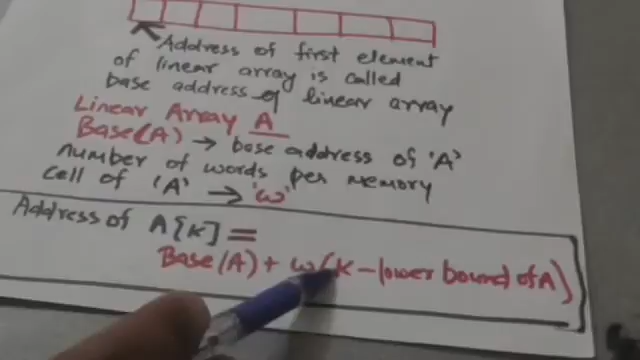 Address of first element
of linear array is called
base address of linear array
Linear Array A
Base(A) → base address of 'A'
number of words per memory
cell of 'A' → 'w'
Address of A[K] =
Base(A) + w(K - lower bound of A)